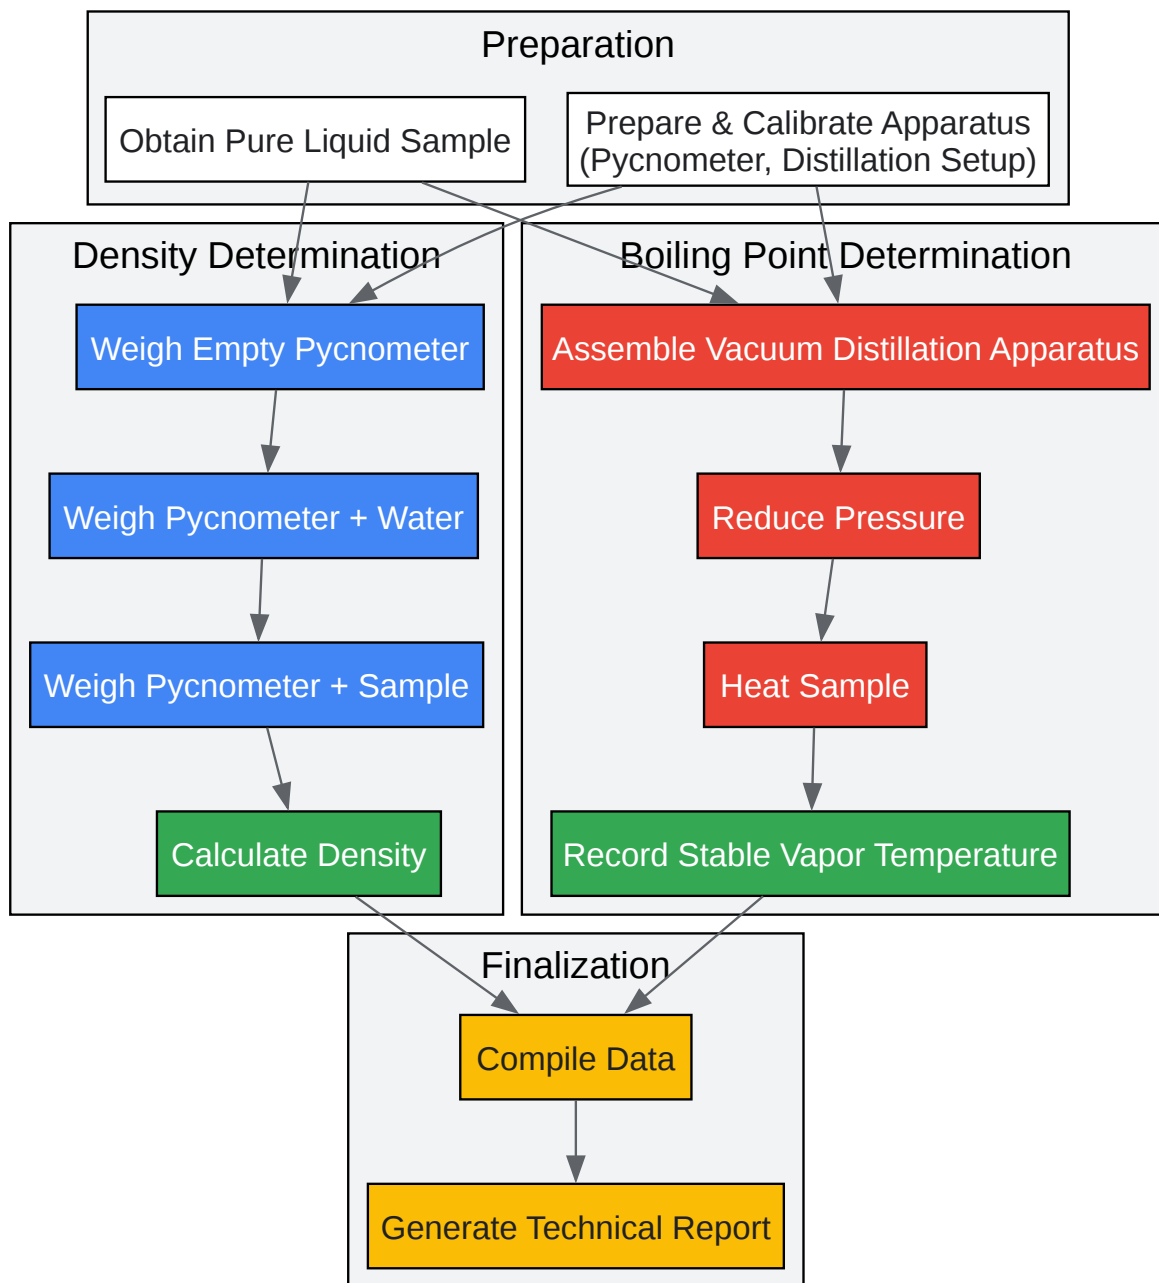 Preparation
Obtain Pure Liquid Sample
Prepare & Calibrate Apparatus
(Pycnometer, Distillation Setup)
Density Determination
Weigh Empty Pycnometer
Weigh Pycnometer + Water
Weigh Pycnometer + Sample
Calculate Density
Boiling Point Determination
Assemble Vacuum Distillation Apparatus
Reduce Pressure
Heat Sample
Record Stable Vapor Temperature
Finalization
Compile Data
Generate Technical Report